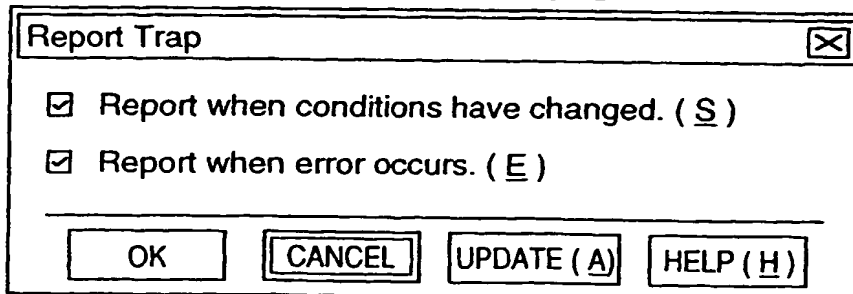 Report Trap
Report when conditions have changed. ( S )
Report when error occurs. ( E )
OK CANCEL UPDATE ( A) HELP ( H )